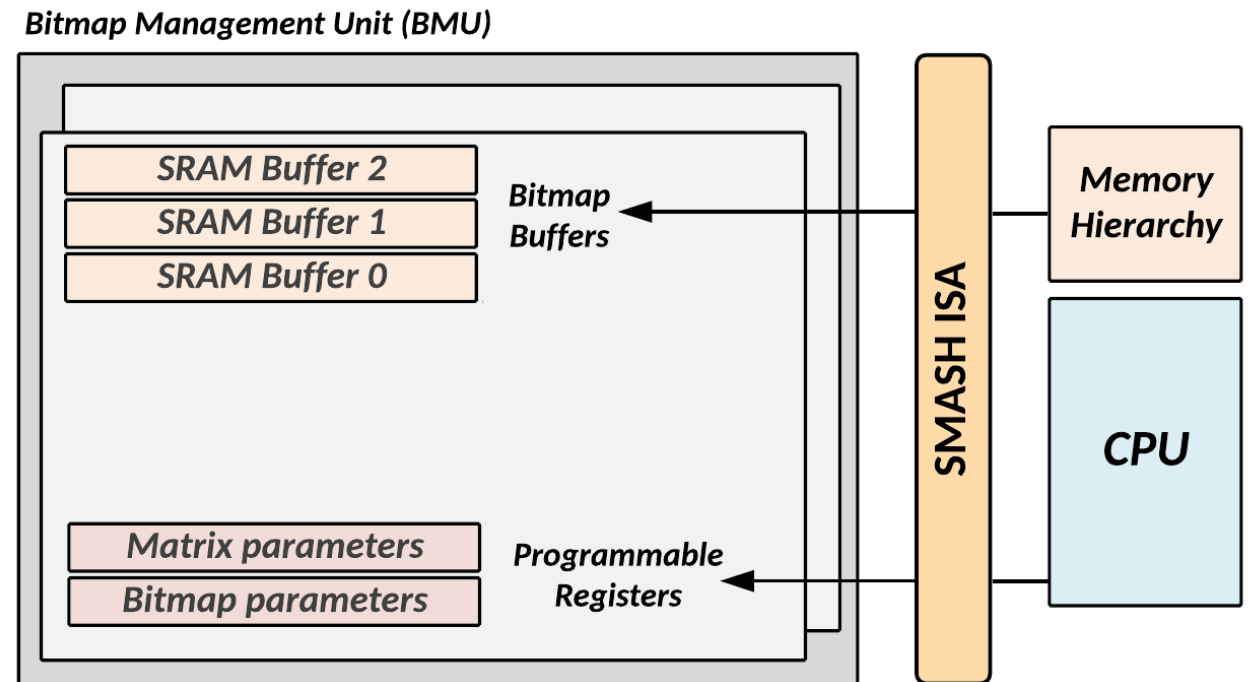 Bitmap Management Unit (BMU)
SRAM Buffer 2
SRAM Buffer 1
SRAM Buffer 0
Bitmap
Buffers
Matrix parameters
Bitmap parameters
Programmable
Registers
SMASH ISA
Memory
Hierarchy
CPU